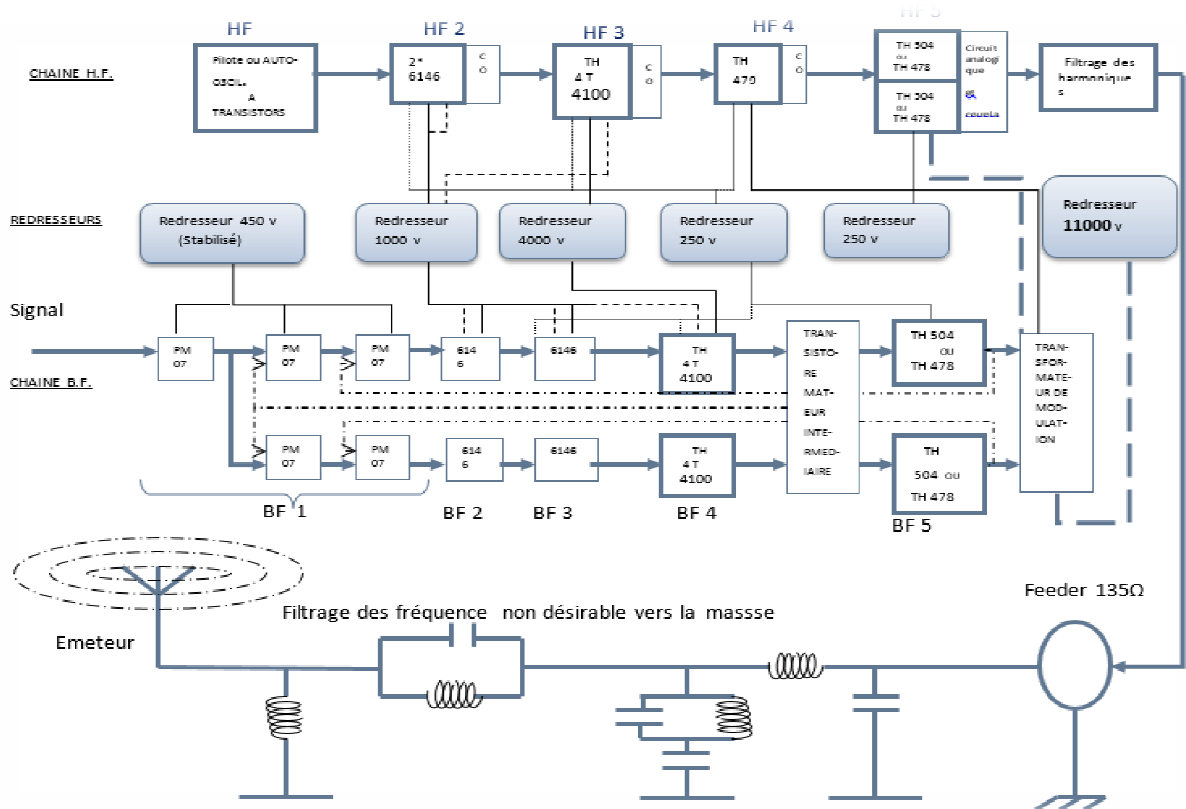 HF
HF 2
HF 3
HF 4
HF 5
CHAINE H.F.
Pilote ou AUTO-
OSCIL.
A
TRANSISTORS
2*
6146
C
O
TH
4 T
4100
C
O
TH
479
C
O
TH 504
ou
TH 478
TH 504
ou
TH 478
Circuit
analogi
que
&
Filtrage des
harmonique
s
REDRESSEURS
Redresseur 450 v
(Stabilisé)
Redresseur
1000 v
Redresseur
4000 v
Redresseur
250 v
Redresseur
250 v
Redresseur
11000 v
Signal
CHAINE B.F.
PM
07
PM
07
PM
07
614
6
6146
TH
4 T
4100
TRAN-
SISTO-
RE
MAT-
EUR
INTE-
RMED-
IAIRE
TH 504
ou
TH 478
TRA-
NSFOR-
MATE-
UR DE
MOD-
ULAT-
ION
PM
07
PM
07
614
6
6146
TH
4 T
4100
TH
504 ou
TH 478
BF 1
BF 2
BF 3
BF 4
BF 5
Feeder 135Ω
Filtrage des fréquence non désirable vers la massse
Emeteur